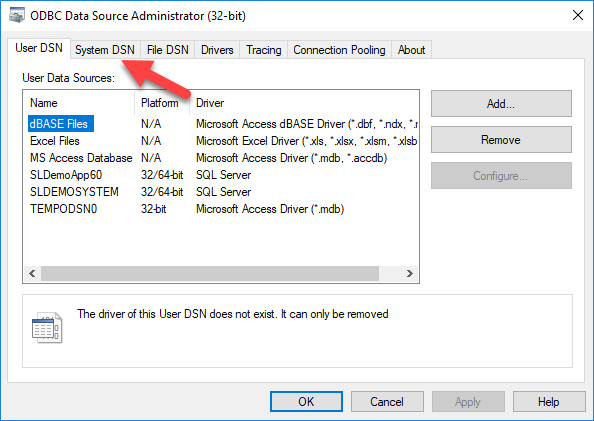 ODBC Data Source Administrator (32-bit)
User DSN System DSN File DSN Drivers Tracing Connection Pooling About
User Data Sources:
Name Platform Driver
dBASE Files N/A Microsoft Access dBASE Driver (*.dbf, *.ndx, *.r
Excel Files N/A Microsoft Excel Driver (*.xls, *.xlsx, *.xlsm, *.xlsb
MS Access Database N/A Microsoft Access Driver (*.mdb, *.accdb)
SLDemoApp60 32/64-bit SQL Server
SLDEMOSYSTEM 32/64-bit SQL Server
TEMPODSN0 32-bit Microsoft Access Driver (*.mdb)
Add...
Remove
Configure...
The driver of this User DSN does not exist. It can only be removed
OK Cancel Apply Help